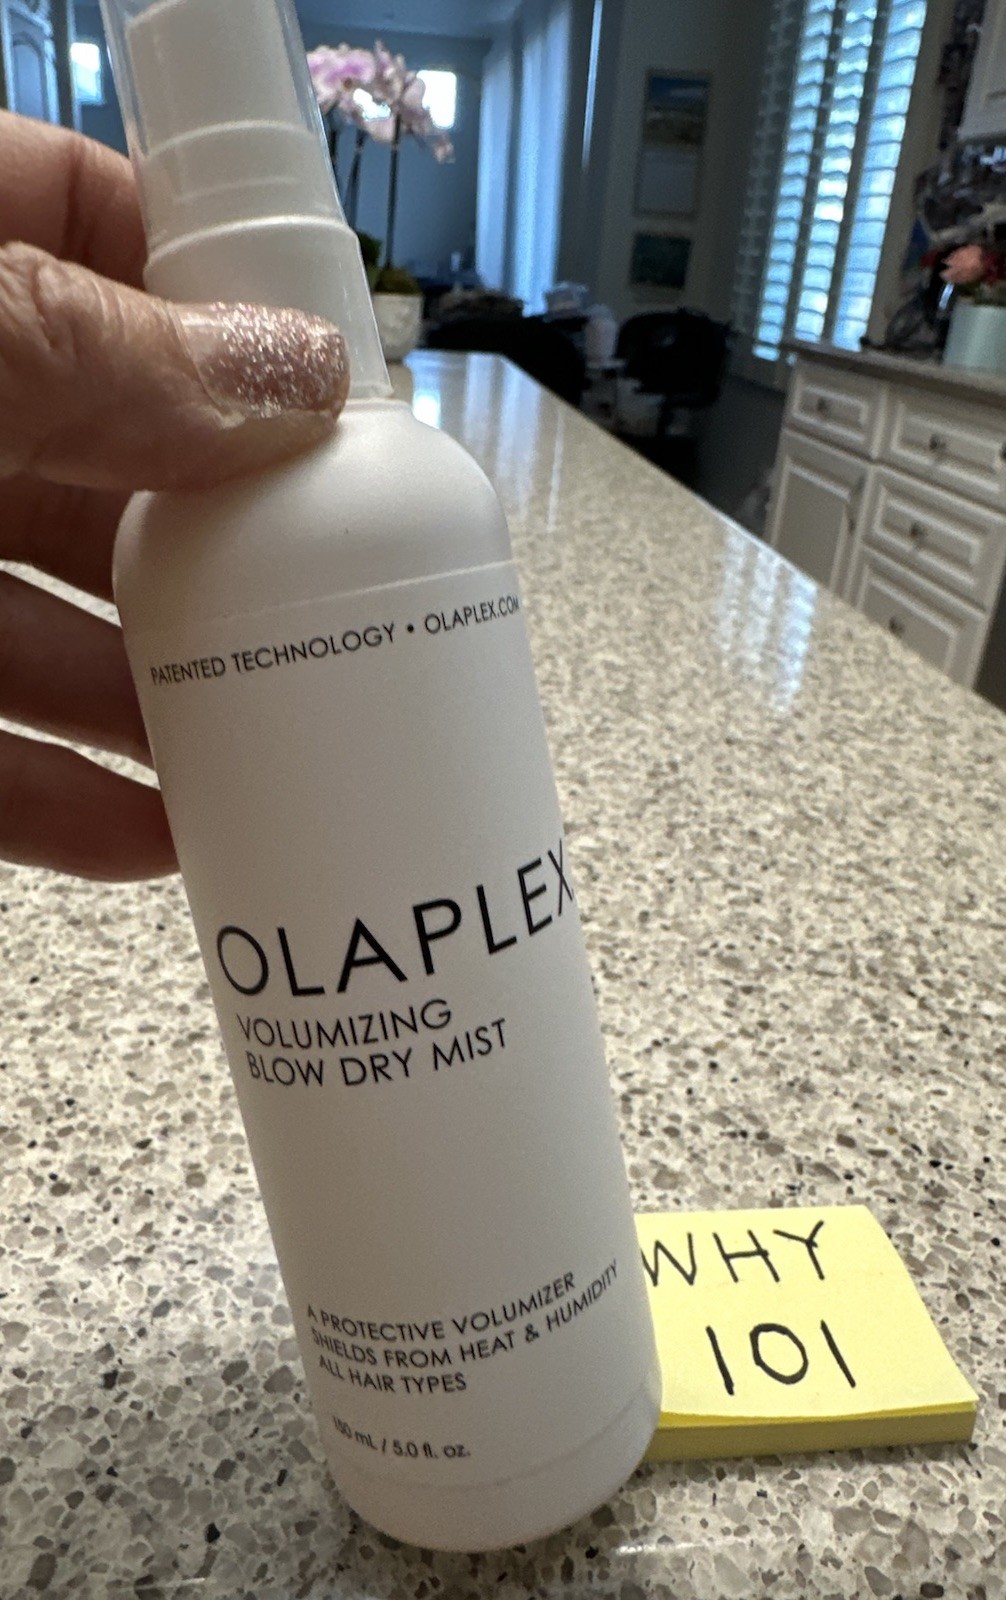 PATENTED TECHNOLOGY • OLAPLEX.COM
OLAPLEX
VOLUMIZING
BLOW DRY MIST
A PROTECTIVE VOLUMIZER
SHIELDS FROM HEAT & HUMIDITY
ALL HAIR TYPES
150 mL / 5.0 fl. oz.
WHY
101